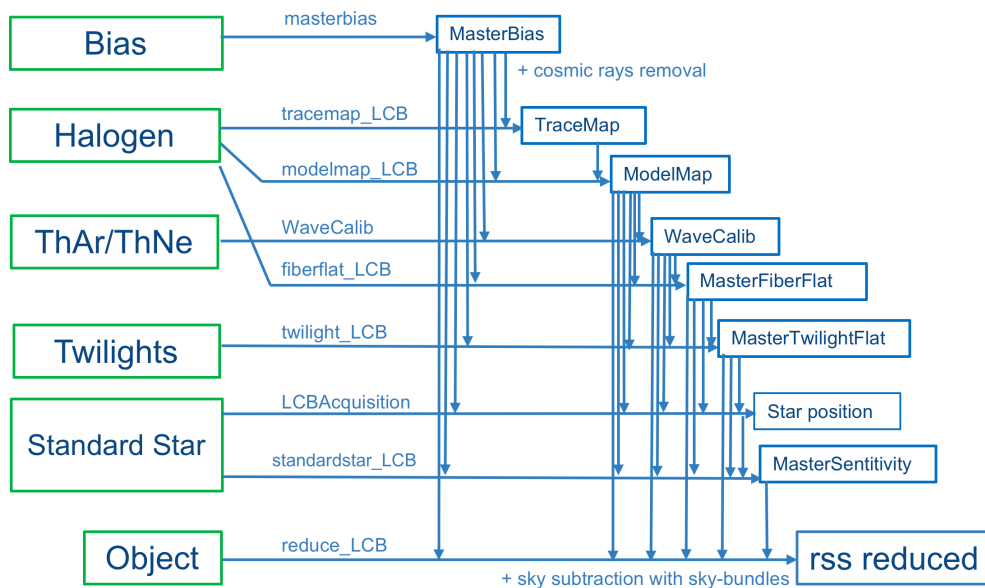 masterbias
Bias
MasterBias
+ cosmic rays removal
Halogen
tracemap_LCB
TraceMap
modelmap_LCB
ModelMap
ThAr/ThNe
WaveCalib
WaveCalib
fiberflat_LCB
MasterFiberFlat
Twilights
twilight_LCB
MasterTwilightFlat
LCBAcquisition
Star position
Standard Star
standardstar_LCB
MasterSentitivity
Object
reduce_LCB
rss reduced
+ sky subtraction with sky-bundles